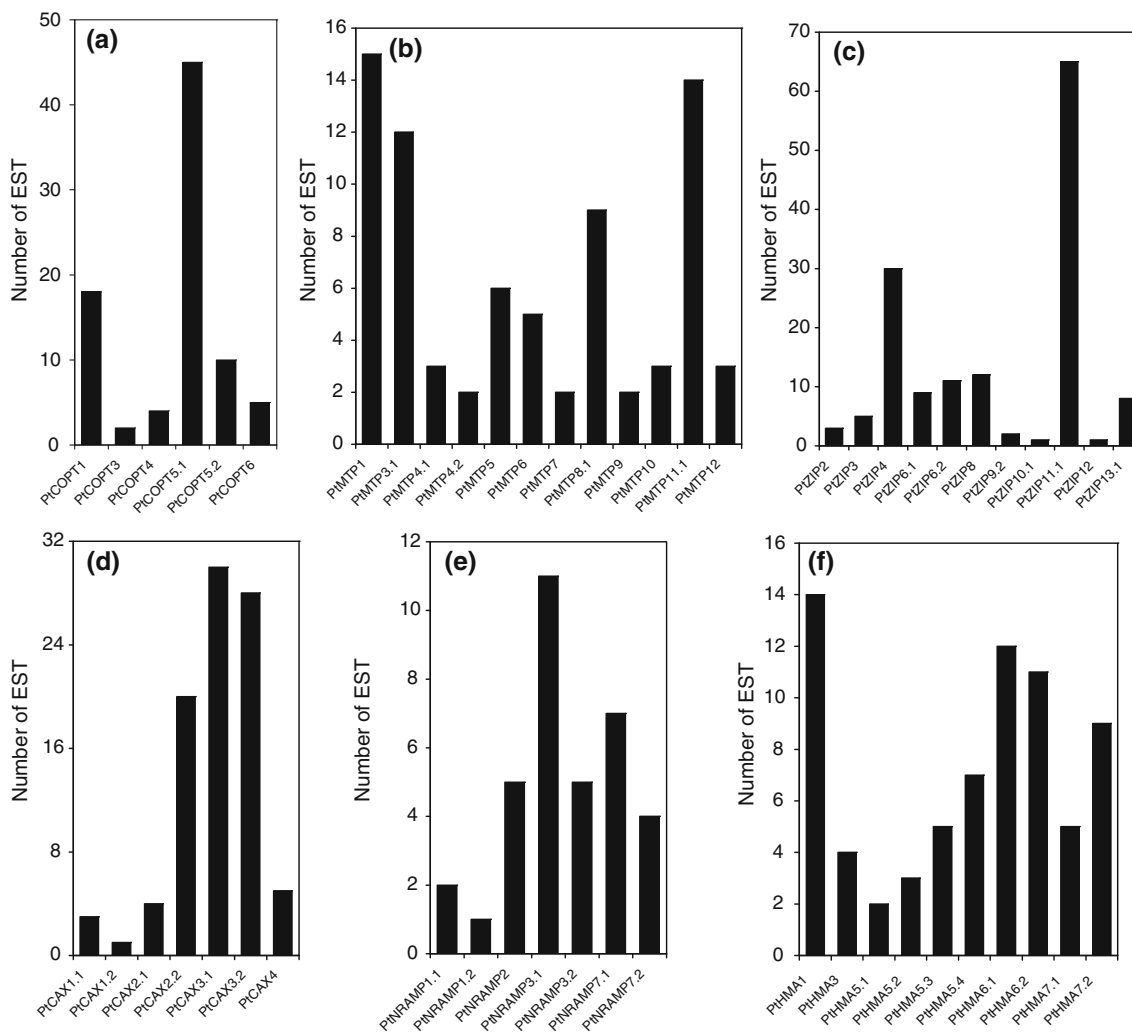 (a)
Number of EST
50
40
30
20
10
0
PtCOPT1
PtCOPT3
PtCOPT4
PtCOPT5.1
PtCOPT5.2
PtCOPT6
(b)
Number of EST
16
14
12
10
8
6
4
2
0
PtMTP1
PtMTP3.1
PtMTP4.1
PtMTP4.2
PtMTP5
PtMTP6
PtMTP7
PtMTP8.1
PtMTP9
PtMTP10
PtMTP11.1
PtMTP12
(c)
Number of EST
70
60
50
40
30
20
10
0
PtZIP2
PtZIP3
PtZIP4
PtZIP6.1
PtZIP6.2
PtZIP8
PtZIP9.2
PtZIP10.1
PtZIP11.1
PtZIP12
PtZIP13.1
(d)
Number of EST
32
24
16
8
0
PtCAX1.1
PtCAX1.2
PtCAX2.1
PtCAX2.2
PtCAX3.1
PtCAX3.2
PtCAX4
(e)
Number of EST
12
10
8
6
4
2
0
PtNRAMP1.1
PtNRAMP1.2
PtNRAMP2
PtNRAMP3.1
PtNRAMP3.2
PtNRAMP7.1
PtNRAMP7.2
(f)
Number of EST
16
14
12
10
8
6
4
2
0
PtHMA1
PtHMA3
PtHMA5.1
PtHMA5.2
PtHMA5.3
PtHMA5.4
PtHMA6.1
PtHMA6.2
PtHMA7.1
PtHMA7.2